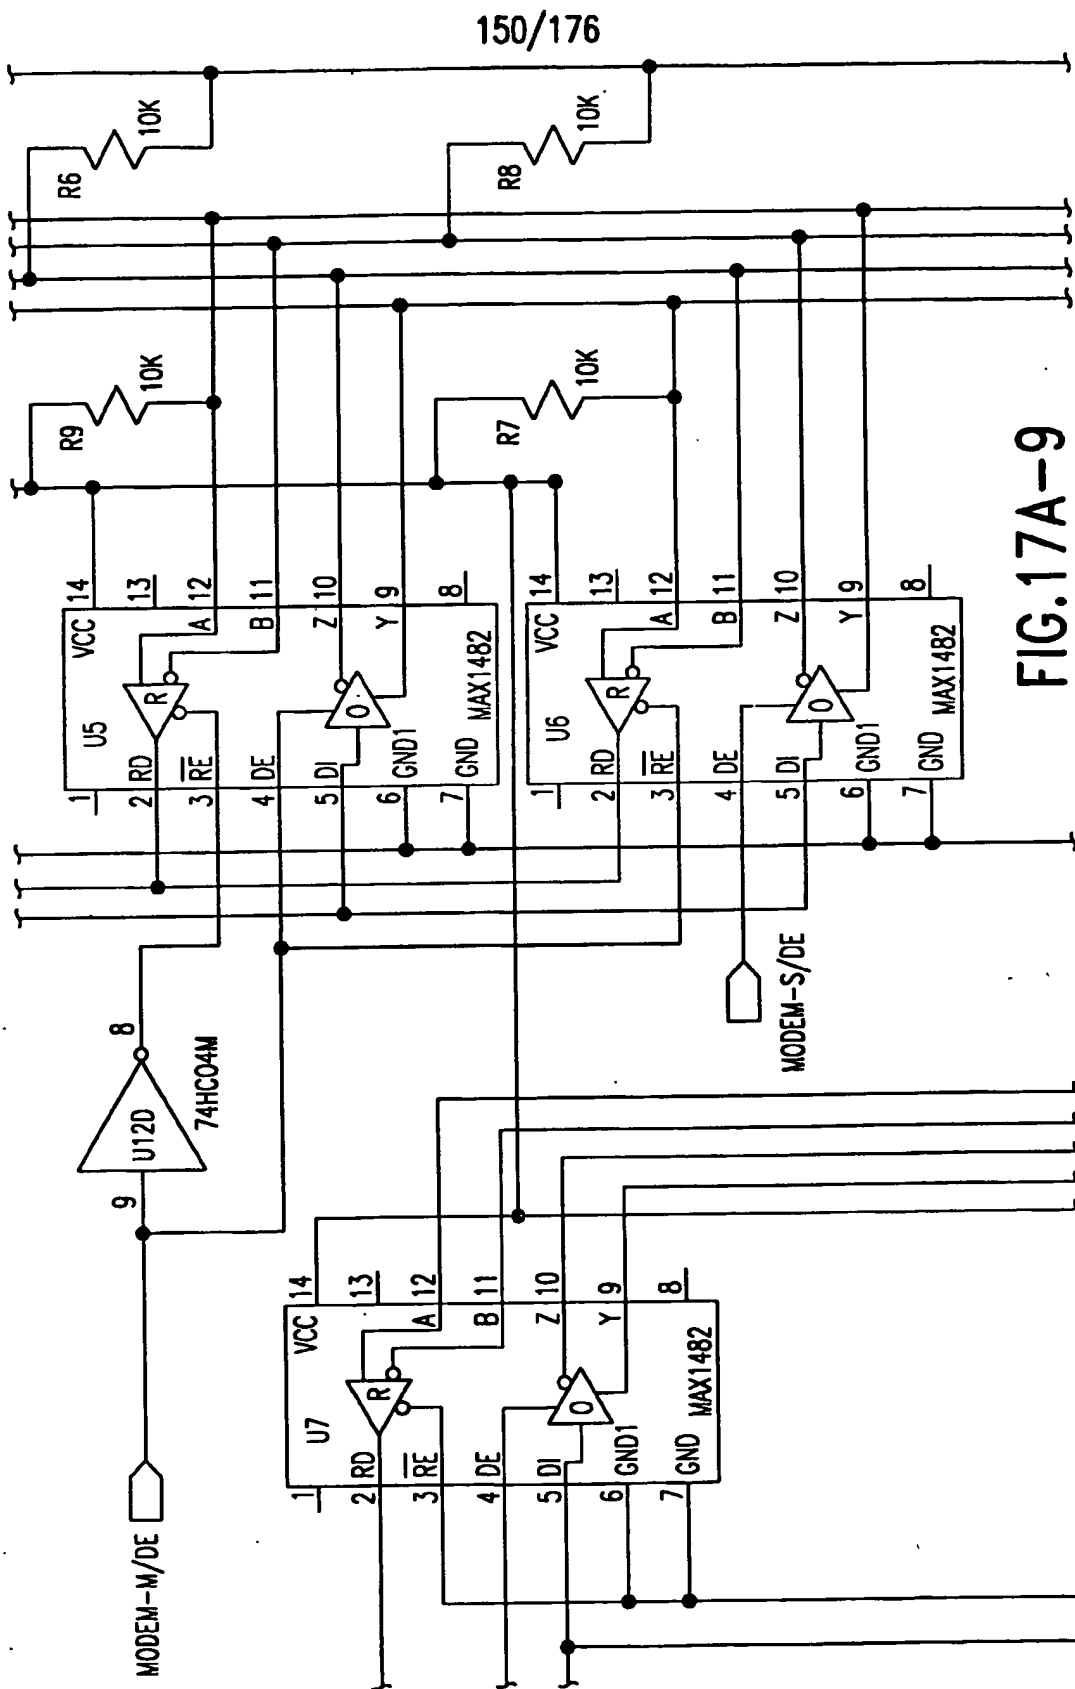 150/176
R6
10K
R8
10K
R9
10K
R7
10K
U5
MAX1482
1
2 RD
3 RE
4 DE
5 DI
6 GND1
7 GND
VCC 14
13
A 12
B 11
Z 10
Y 9
8
R
O
U6
MAX1482
1
2 RD
3 RE
4 DE
5 DI
6 GND1
7 GND
VCC 14
13
A 12
B 11
Z 10
Y 9
8
R
O
MODEM-M/DE
9
U12D
8
74HC04M
MODEM-S/DE
U7
MAX1482
1
2 RD
3 RE
4 DE
5 DI
6 GND1
7 GND
VCC 14
13
A 12
B 11
Z 10
Y 9
8
R
O
FIG.17A-9